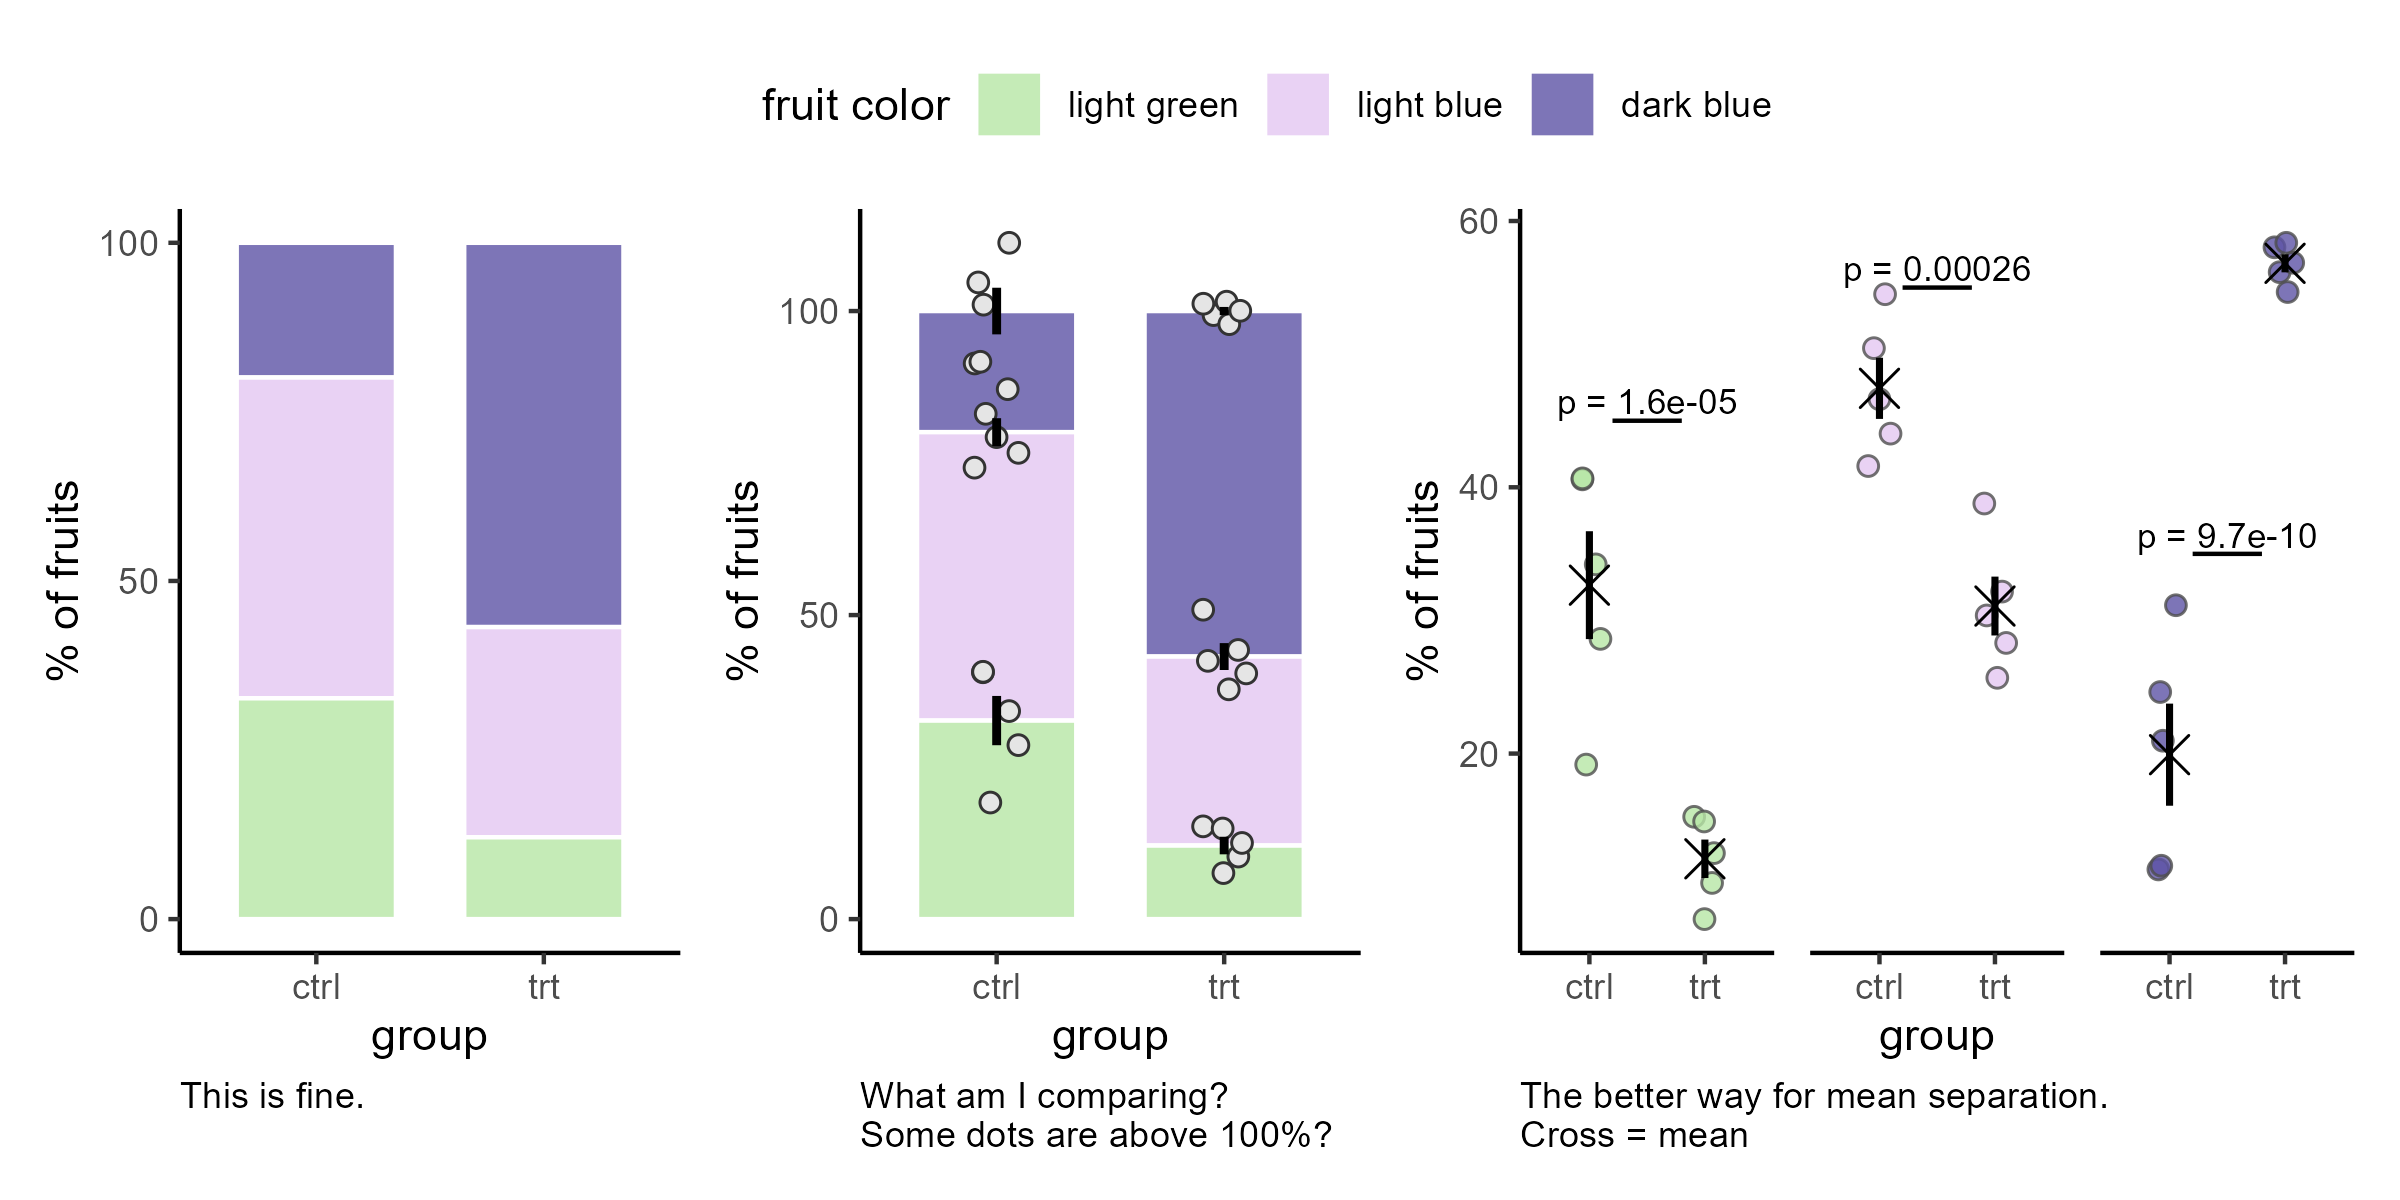 fruit color light green light blue dark blue
% of fruits
100
50
0
ctrl trt
group
This is fine.
% of fruits
100
50
0
ctrl trt
group
What am I comparing?
Some dots are above 100%?
% of fruits
60
40
20
p = 1.6e-05
p = 0.00026
p = 9.7e-10
ctrl trt ctrl trt ctrl trt
group
The better way for mean separation.
Cross = mean